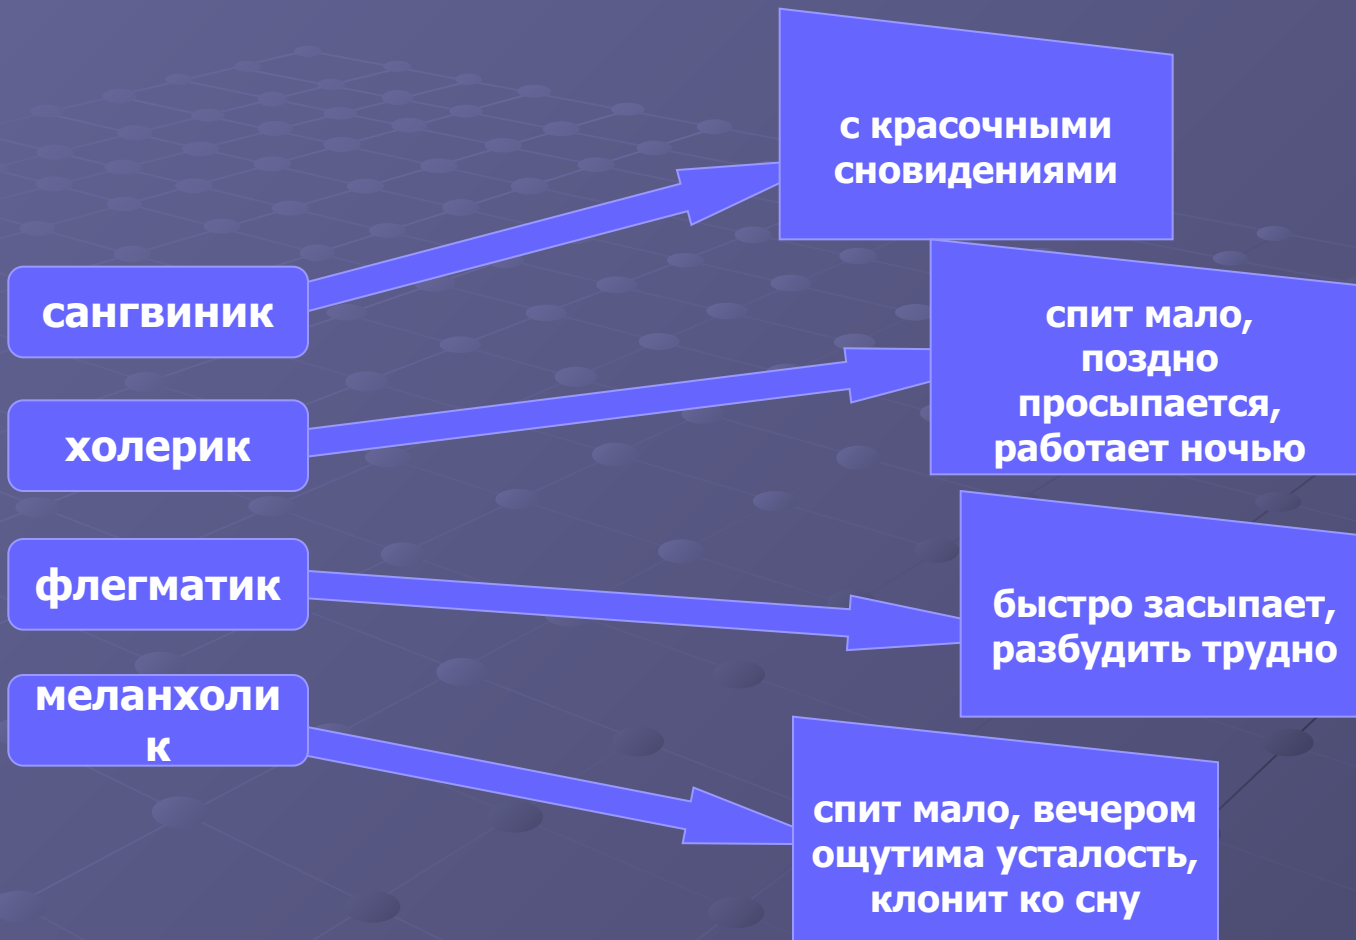 с красочными
сновидениями
сангвиник
спит мало,
поздно
просыпается,
работает ночью
холерик
флегматик
быстро засыпает,
разбудить трудно
меланхоли
к
спит мало, вечером
ощутима усталость,
клонит ко сну